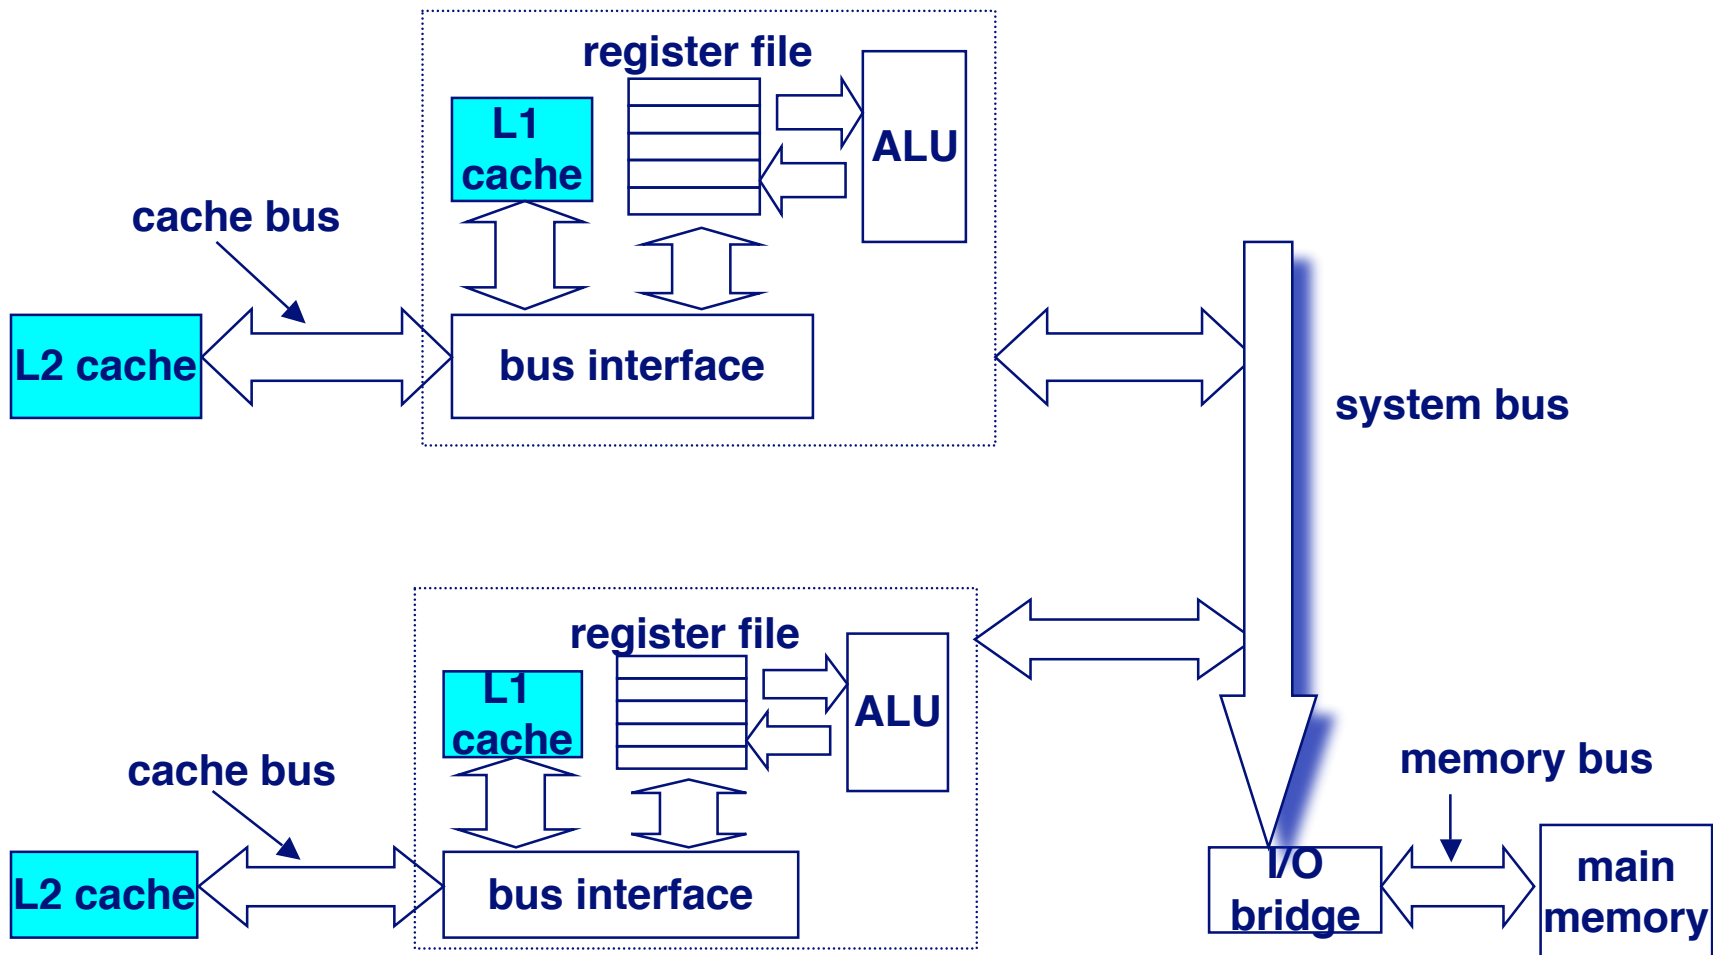 register file
L1
cache
ALU
cache bus
L2 cache
bus interface
system bus
register file
L1
cache
ALU
cache bus
memory bus
L2 cache
bus interface
I/O
bridge
main
memory